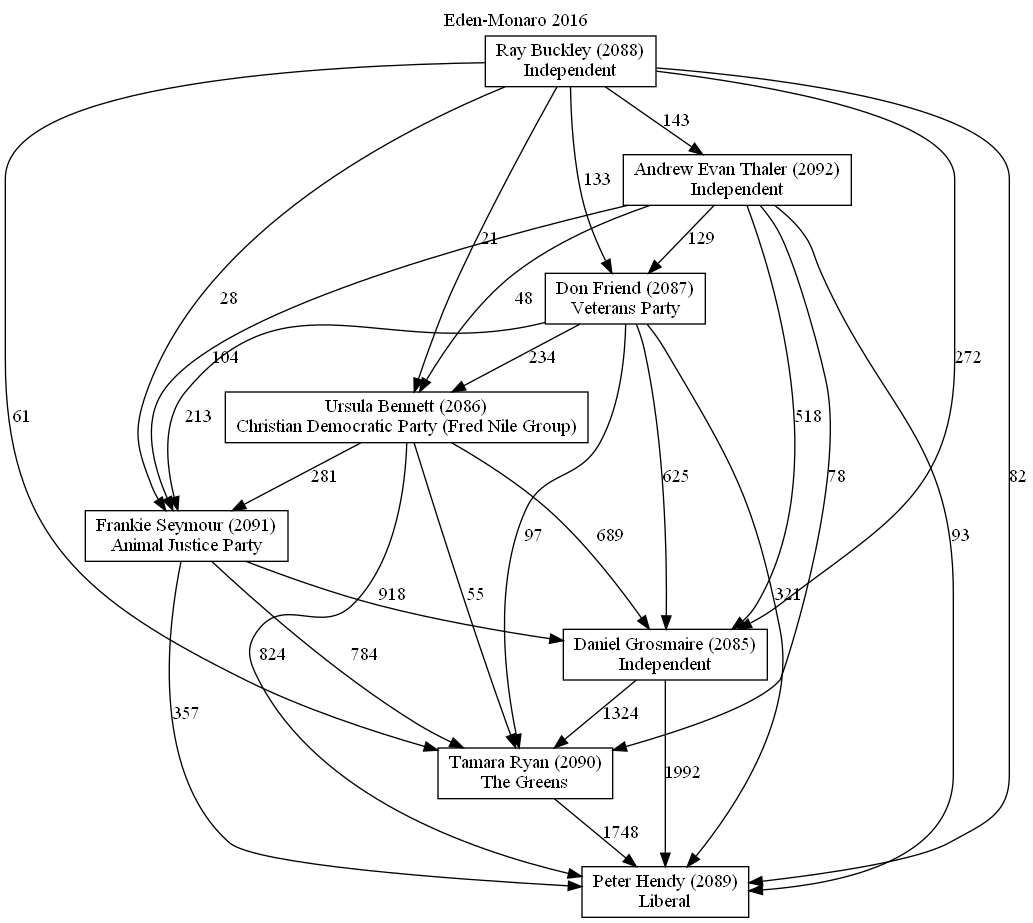 Eden-Monaro 2016
Ray Buckley (2088)
Independent
143
Andrew Evan Thaler (2092)
Independent
133
21
129
Don Friend (2087)
Veterans Party
28
48
104
234
272
Ursula Bennett (2086)
Christian Democratic Party (Fred Nile Group)
61
213
518
281
625
78
82
Frankie Seymour (2091)
Animal Justice Party
97
689
93
918
55
321
Daniel Grosmaire (2085)
Independent
824
784
357
1324
Tamara Ryan (2090)
The Greens
1992
1748
Peter Hendy (2089)
Liberal